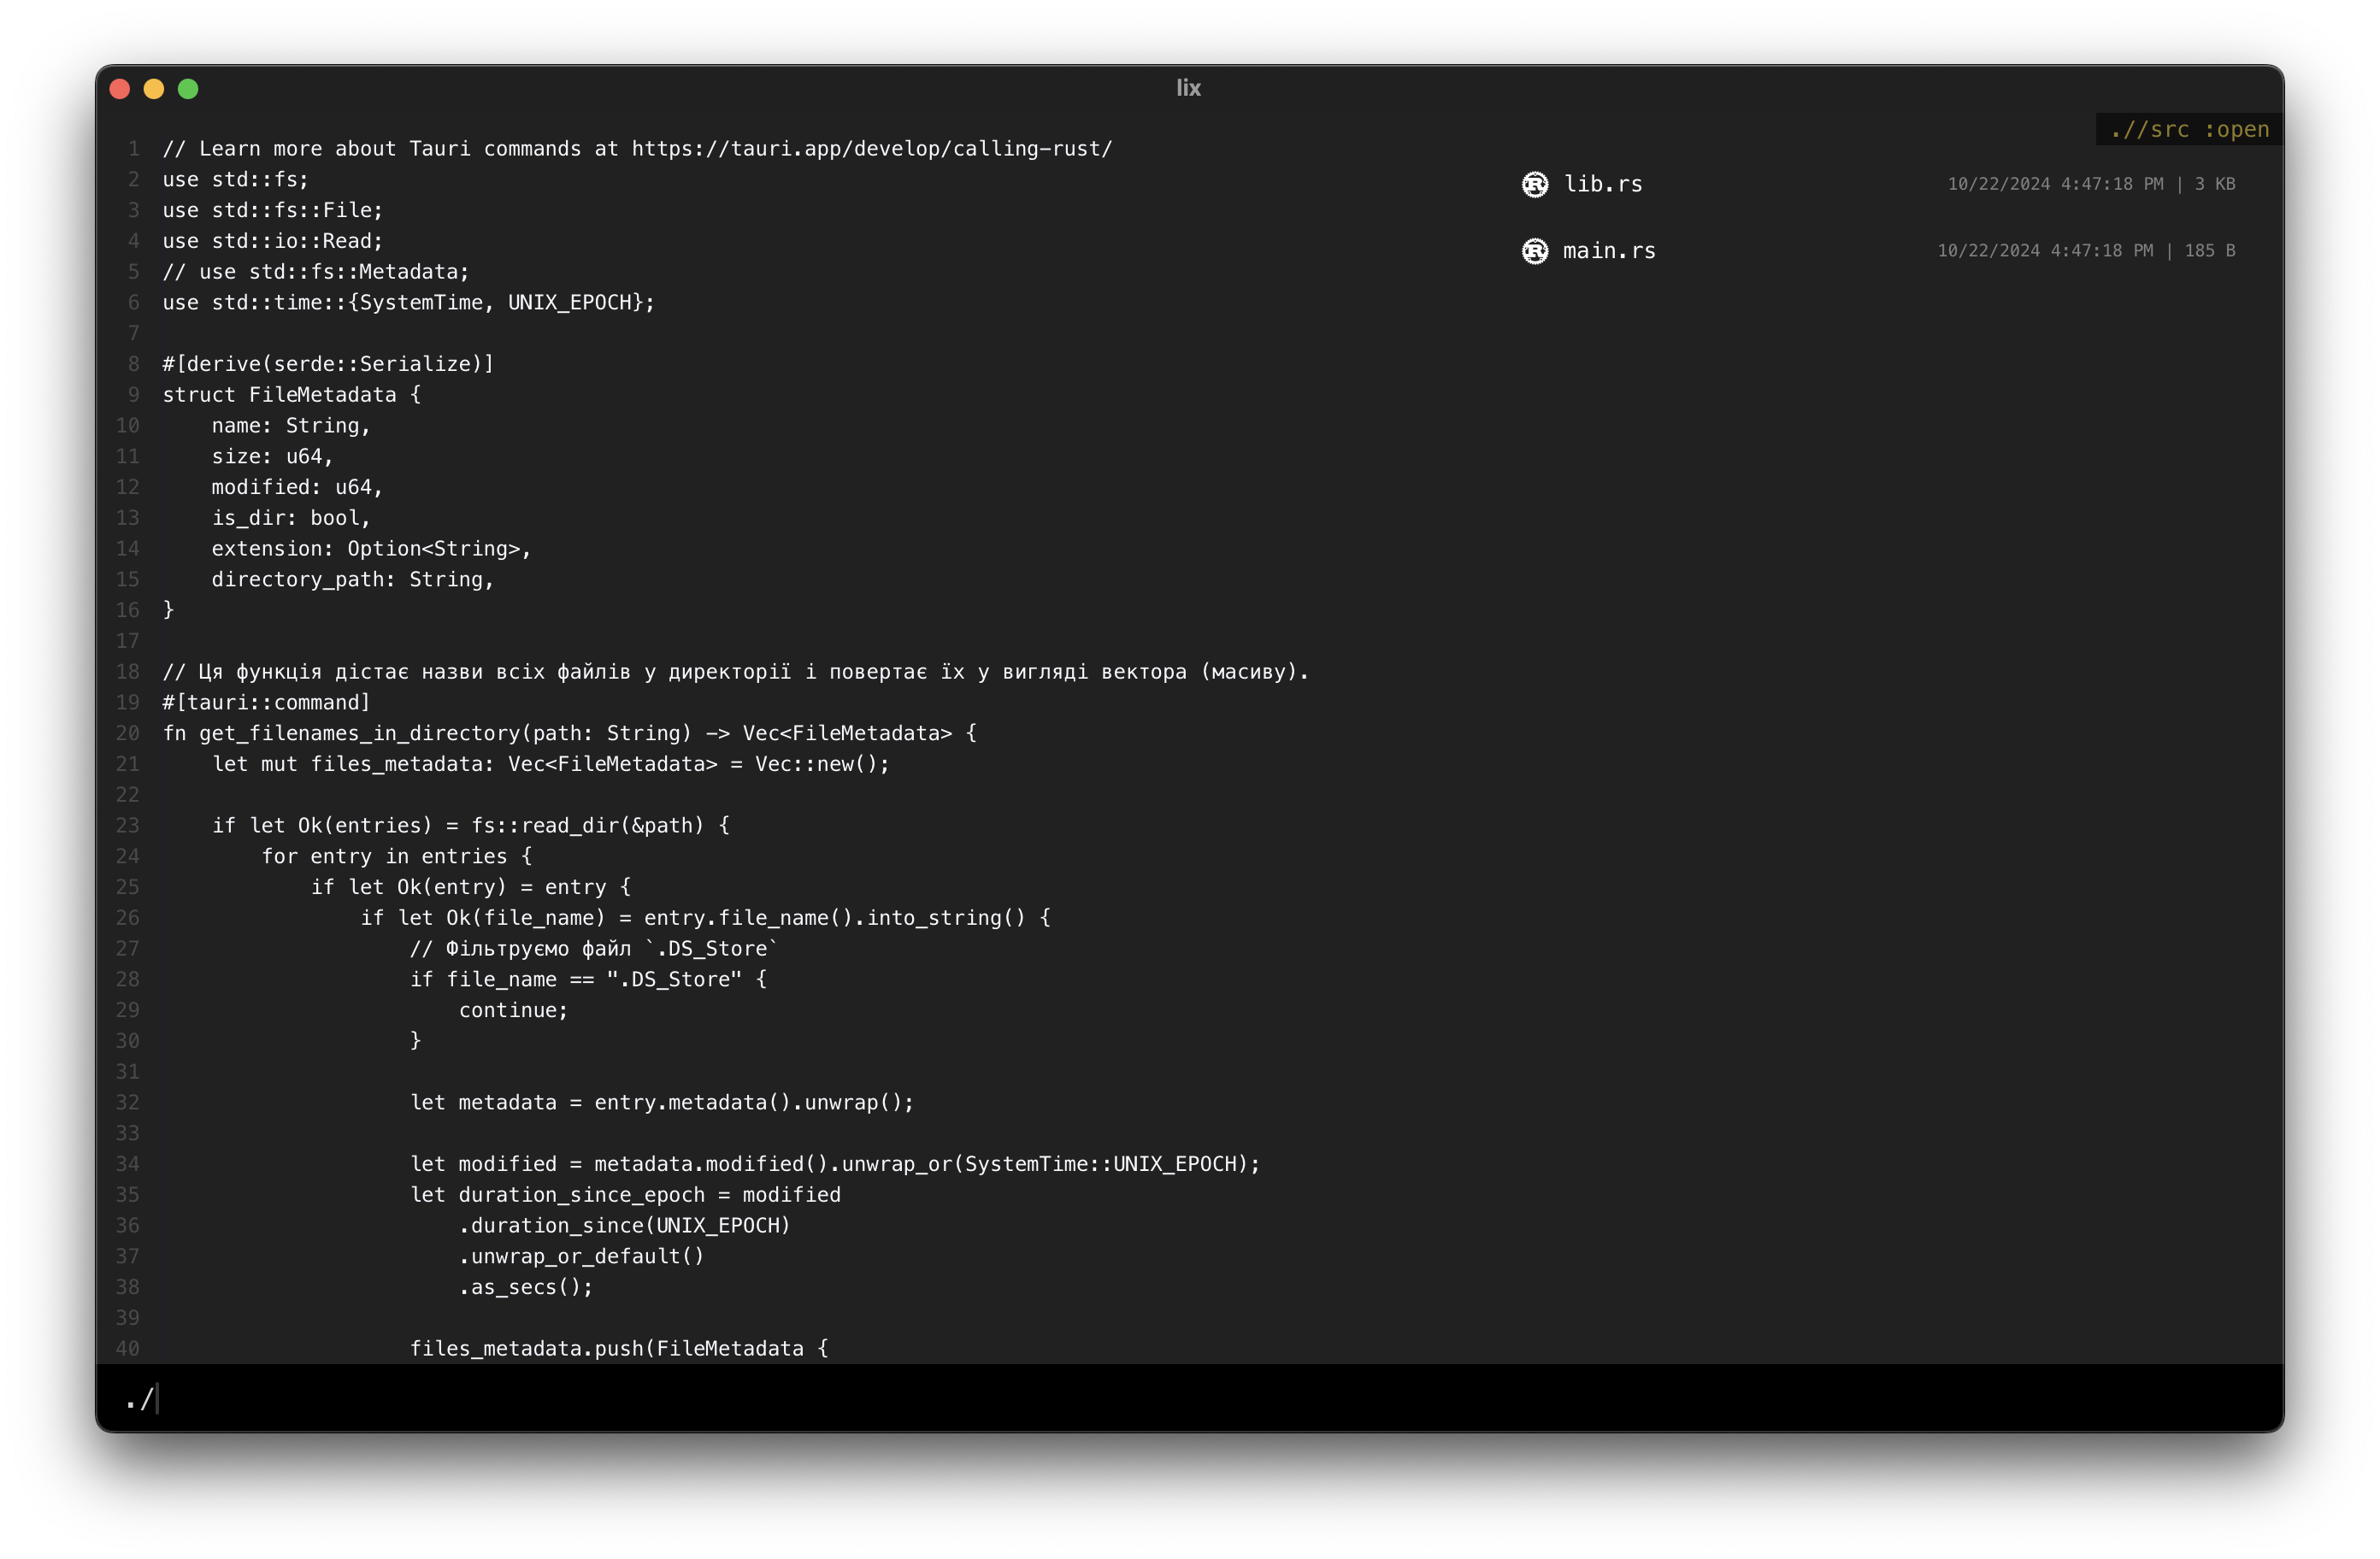 lix
.//src :open
1 // Learn more about Tauri commands at https://tauri.app/develop/calling-rust/
2 use std::fs;
3 use std::fs::File;
4 use std::io::Read;
5 // use std::fs::Metadata;
6 use std::time::{SystemTime, UNIX_EPOCH};
7
8 #[derive(serde::Serialize)]
9 struct FileMetadata {
10     name: String,
11     size: u64,
12     modified: u64,
13     is_dir: bool,
14     extension: Option<String>,
15     directory_path: String,
16 }
17
18 // Ця функція дістає назви всіх файлів у директорії і повертає їх у вигляді вектора (масиву).
19 #[tauri::command]
20 fn get_filenames_in_directory(path: String) -> Vec<FileMetadata> {
21     let mut files_metadata: Vec<FileMetadata> = Vec::new();
22
23     if let Ok(entries) = fs::read_dir(&path) {
24         for entry in entries {
25             if let Ok(entry) = entry {
26                 if let Ok(file_name) = entry.file_name().into_string() {
27                     // Фільтруємо файл `.DS_Store`
28                     if file_name == ".DS_Store" {
29                         continue;
30                     }
31
32                     let metadata = entry.metadata().unwrap();
33
34                     let modified = metadata.modified().unwrap_or(SystemTime::UNIX_EPOCH);
35                     let duration_since_epoch = modified
36                         .duration_since(UNIX_EPOCH)
37                         .unwrap_or_default()
38                         .as_secs();
39
40                     files_metadata.push(FileMetadata {
lib.rs 10/22/2024 4:47:18 PM | 3 KB
main.rs 10/22/2024 4:47:18 PM | 185 B
./